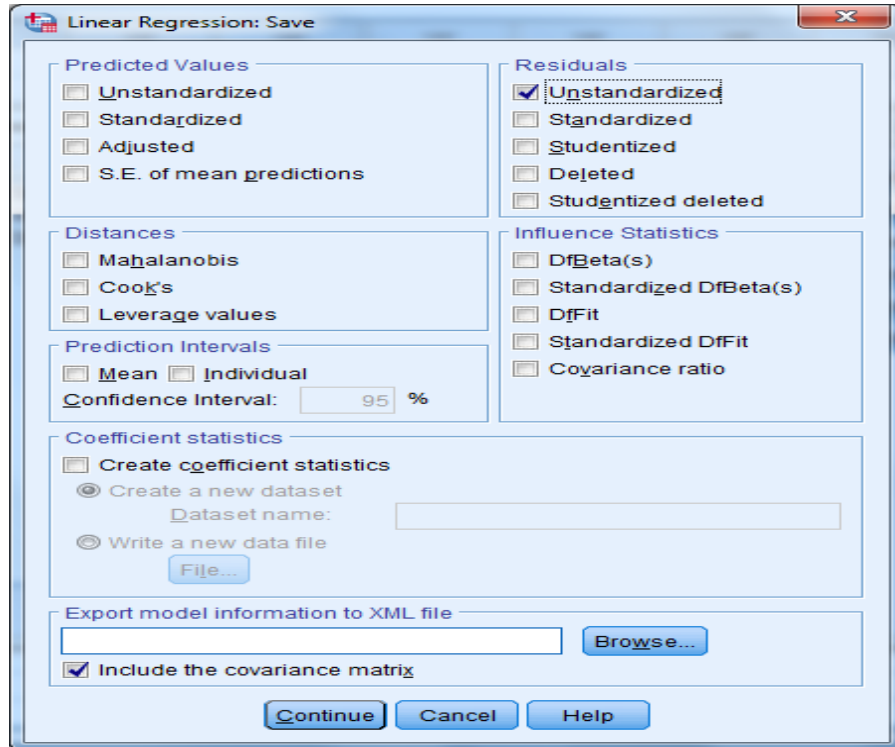 Linear Regression: Save
Predicted Values
Unstandardized
Standardized
Adjusted
S.E. of mean predictions
Residuals
Unstandardized
Standardized
Studentized
Deleted
Studentized deleted
Distances
Mahalanobis
Cook's
Leverage values
Influence Statistics
DfBeta(s)
Standardized DfBeta(s)
DfFit
Standardized DfFit
Covariance ratio
Prediction Intervals
Mean Individual
Confidence Interval: 95 %
Coefficient statistics
Create coefficient statistics
Create a new dataset
Dataset name:
Write a new data file
File...
Export model information to XML file
Browse...
Include the covariance matrix
Continue Cancel Help